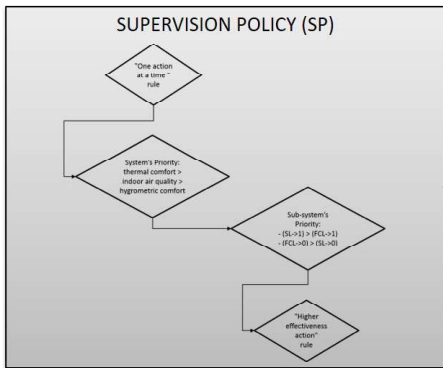 SUPERVISION POLICY (SP)
"One action
at a time "
rule
System's Priority:
thermal comfort >
indoor air quality >
hygrometric comfort
Sub-system's
Priority:
- (SL->1) > (FCL->1)
- (FCL->0) > (SL->0)
"Higher
effectiveness
action"
rule